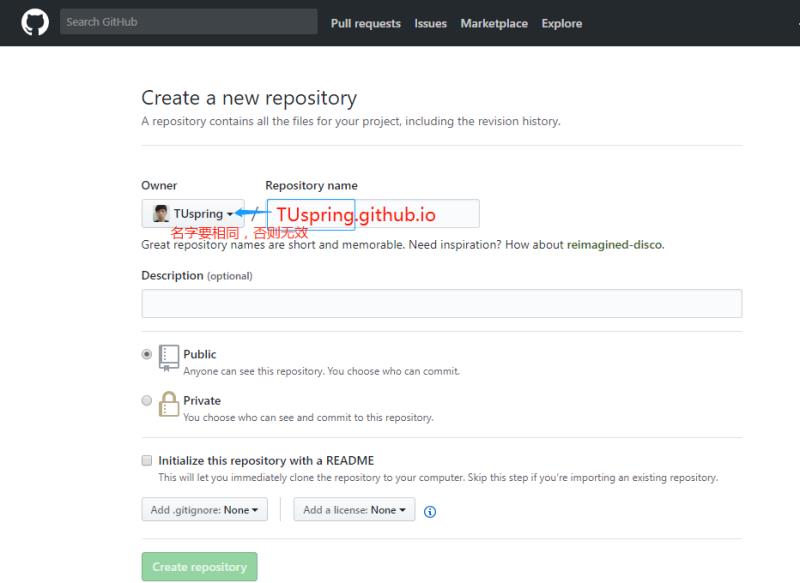 Search GitHub
Pull requests Issues Marketplace Explore
Create a new repository
A repository contains all the files for your project, including the revision history.
Owner Repository name
TUspring / TUspring.github.io
名字要相同，否则无效
Great repository names are short and memorable. Need inspiration? How about reimagined-disco.
Description (optional)
Public
Anyone can see this repository. You choose who can commit.
Private
You choose who can see and commit to this repository.
Initialize this repository with a README
This will let you immediately clone the repository to your computer. Skip this step if you're importing an existing repository.
Add .gitignore: None Add a license: None
Create repository